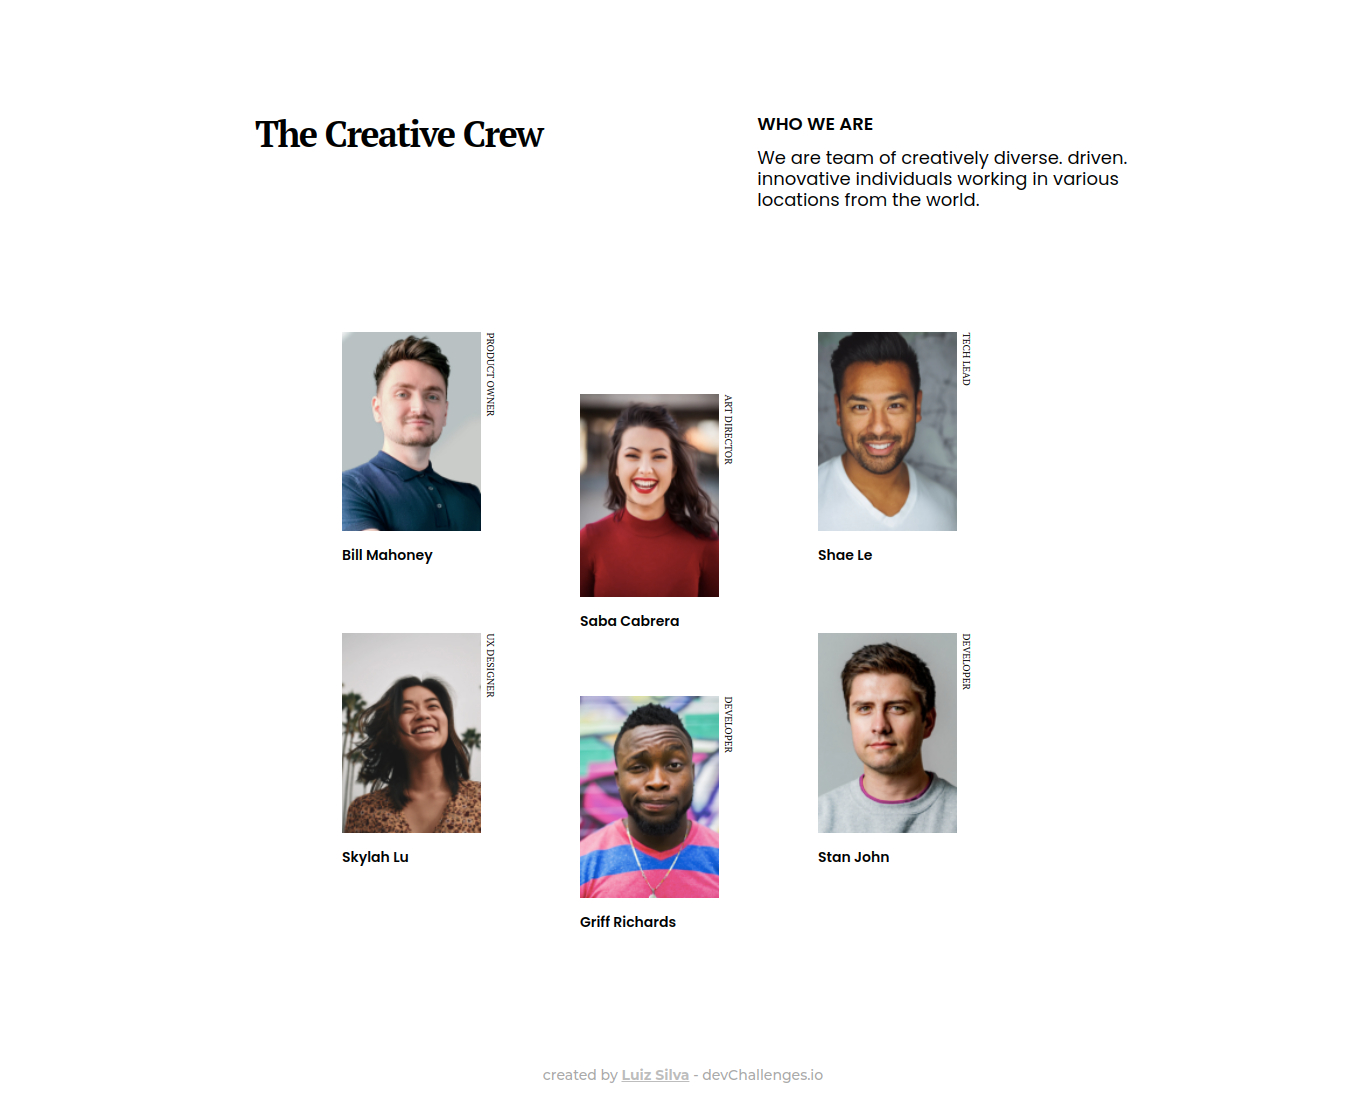 The Creative Crew
WHO WE ARE
We are team of creatively diverse. driven.
innovative individuals working in various
locations from the world.
PRODUCT OWNER
Bill Mahoney
ART DIRECTOR
Saba Cabrera
TECH LEAD
Shae Le
UX DESIGNER
Skylah Lu
DEVELOPER
Griff Richards
DEVELOPER
Stan John
created by Luiz Silva - devChallenges.io